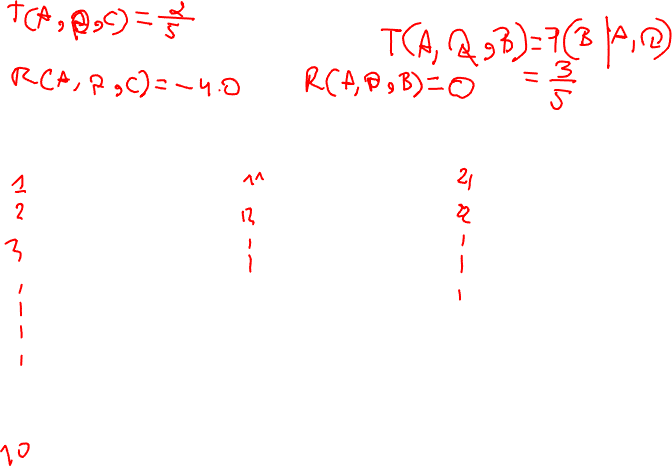 T(A, Q, C) = 2/5
T(A, Q, B) = P(B | A, Q)
= 3/5
R(A, Q, C) = -4.0
R(A, Q, B) = 0
1 11 21
2 12 22
3
10